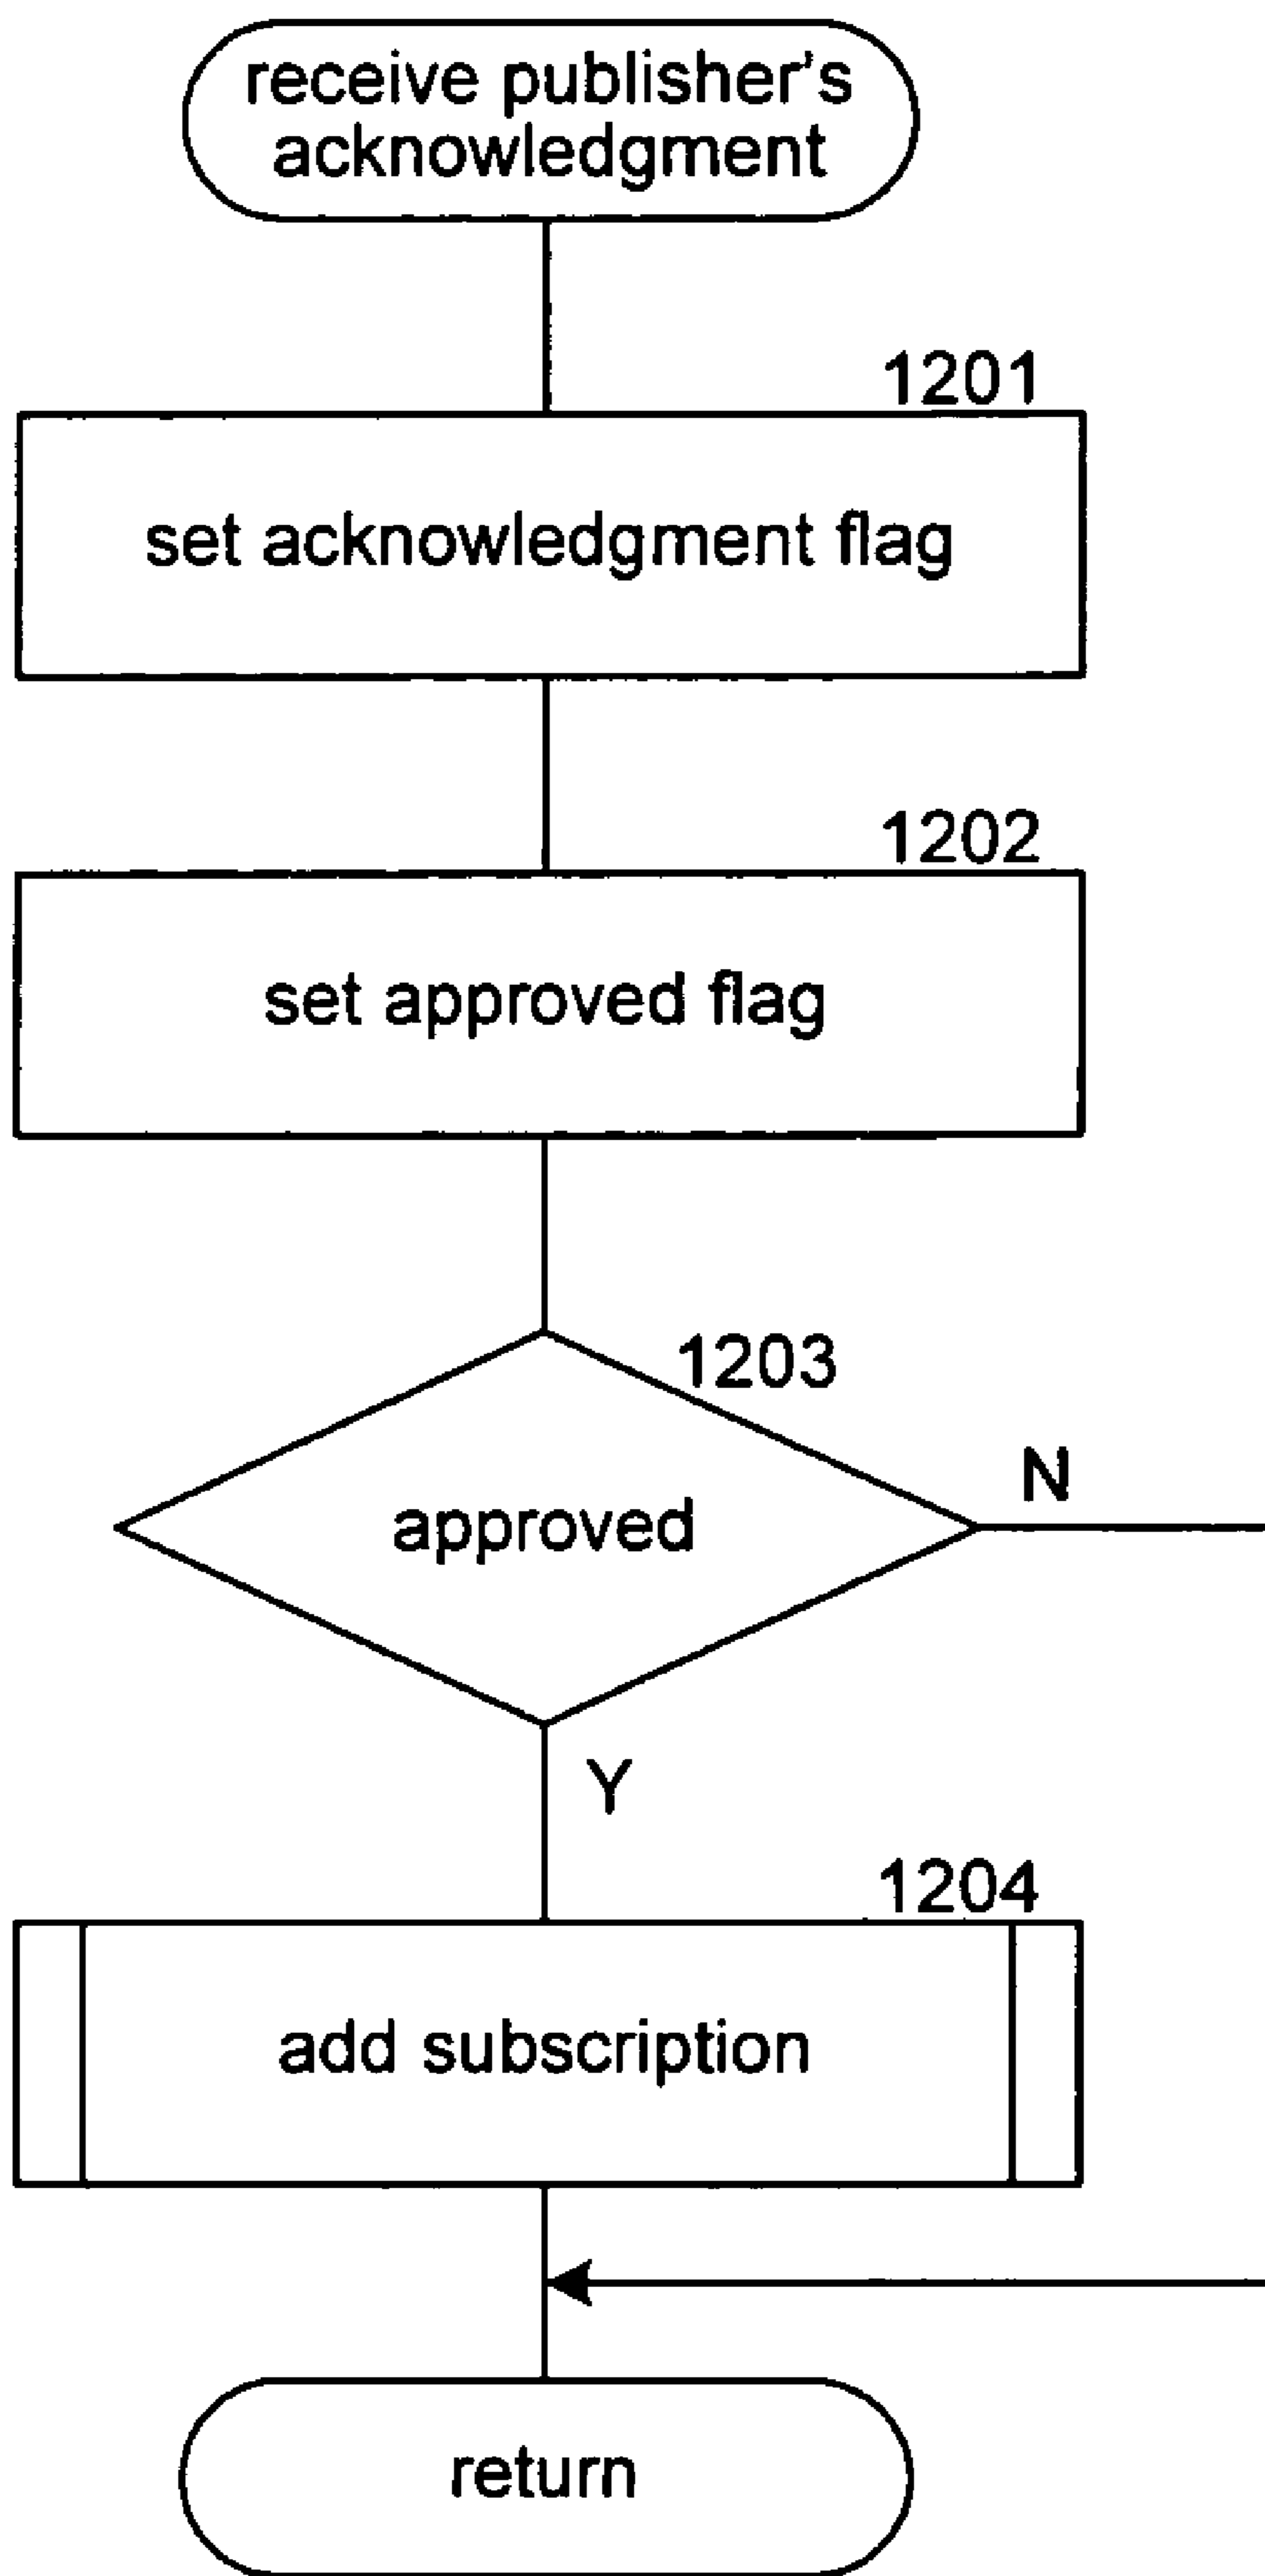 receive publisher's
acknowledgment
1201
set acknowledgment flag
1202
set approved flag
1203
N
approved
Y
1204
add subscription
return